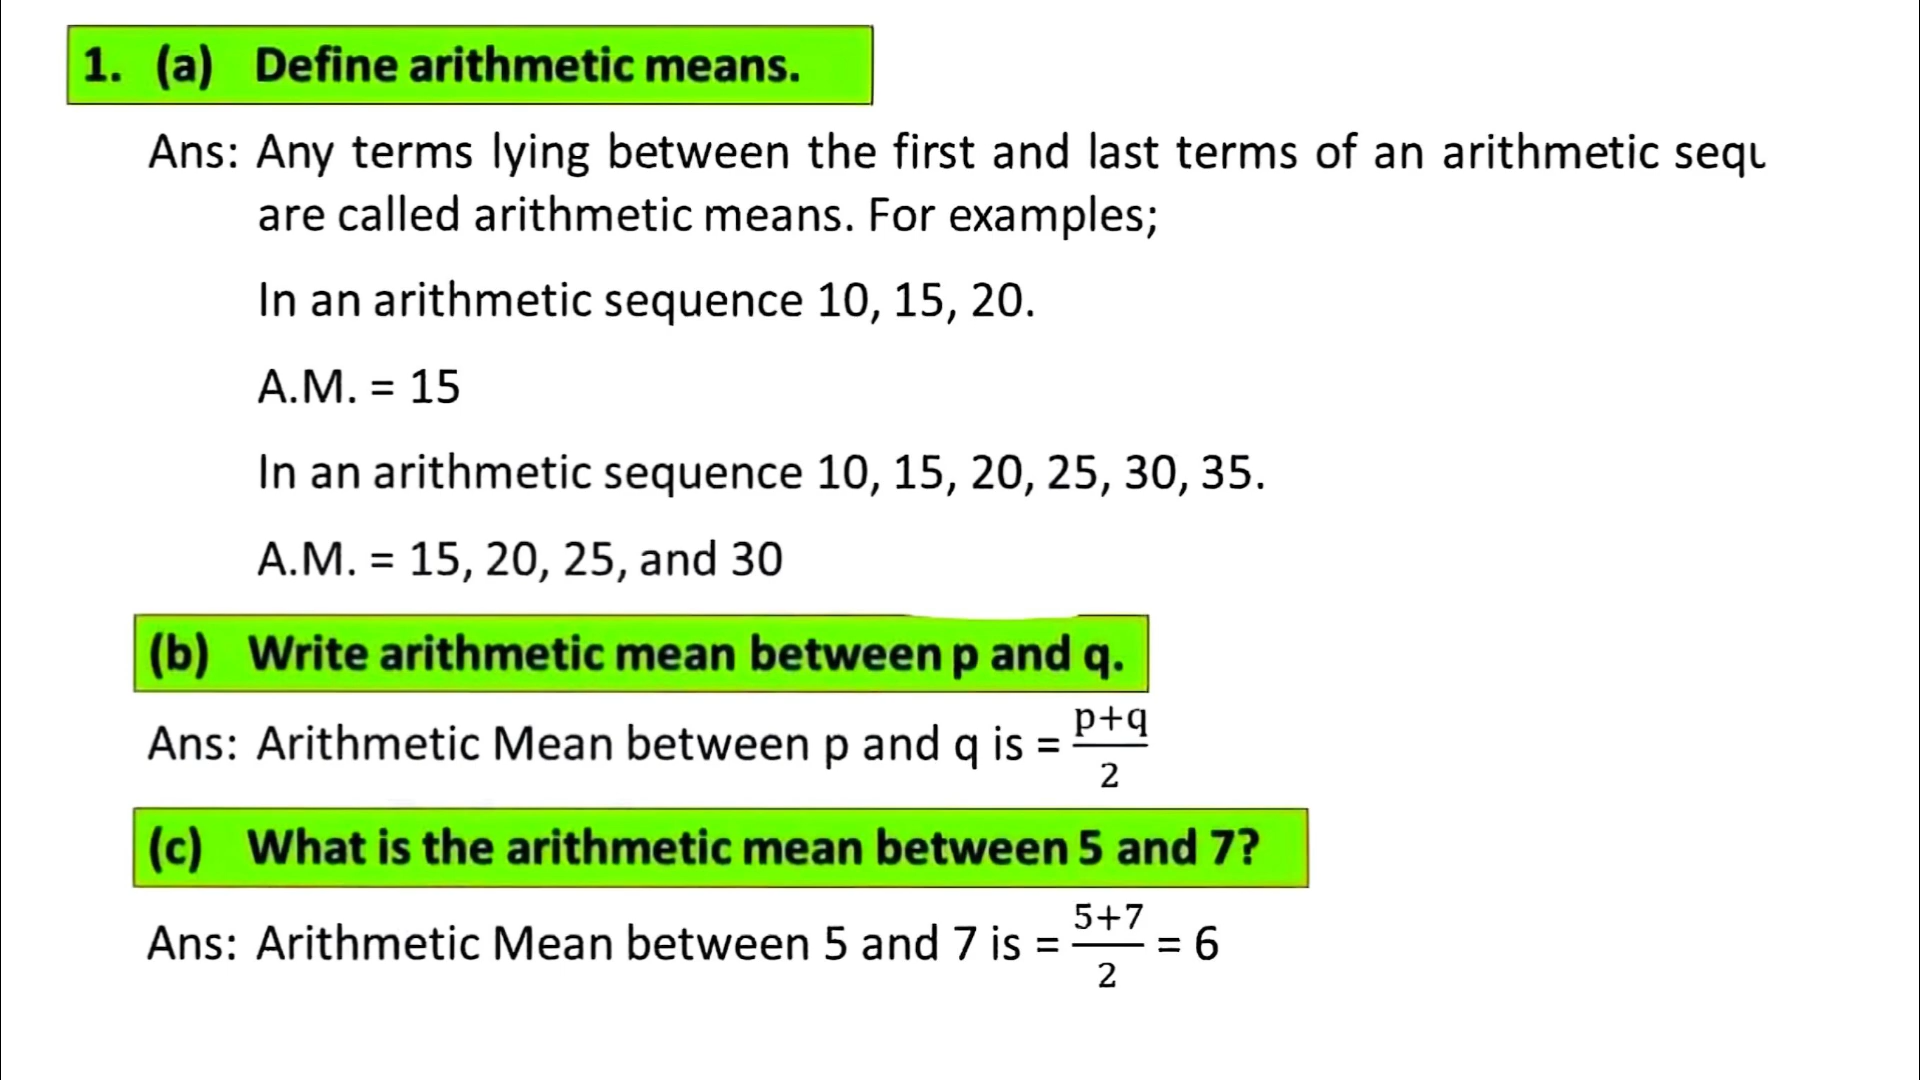 1. (a) Define arithmetic means.
Ans: Any terms lying between the first and last terms of an arithmetic
are called arithmetic means. For examples;
In an arithmetic sequence 10, 15, 20.
A.M. = 15
In an arithmetic sequence 10, 15, 20, 25, 30, 35.
A.M. = 15, 20, 25, and 30
(b) Write arithmetic mean between p and q.
Ans: Arithmetic Mean between p and q is = \frac{p+q}{2}
(c) What is the arithmetic mean between 5 and 7?
Ans: Arithmetic Mean between 5 and 7 is = \frac{5+7}{2} = 6